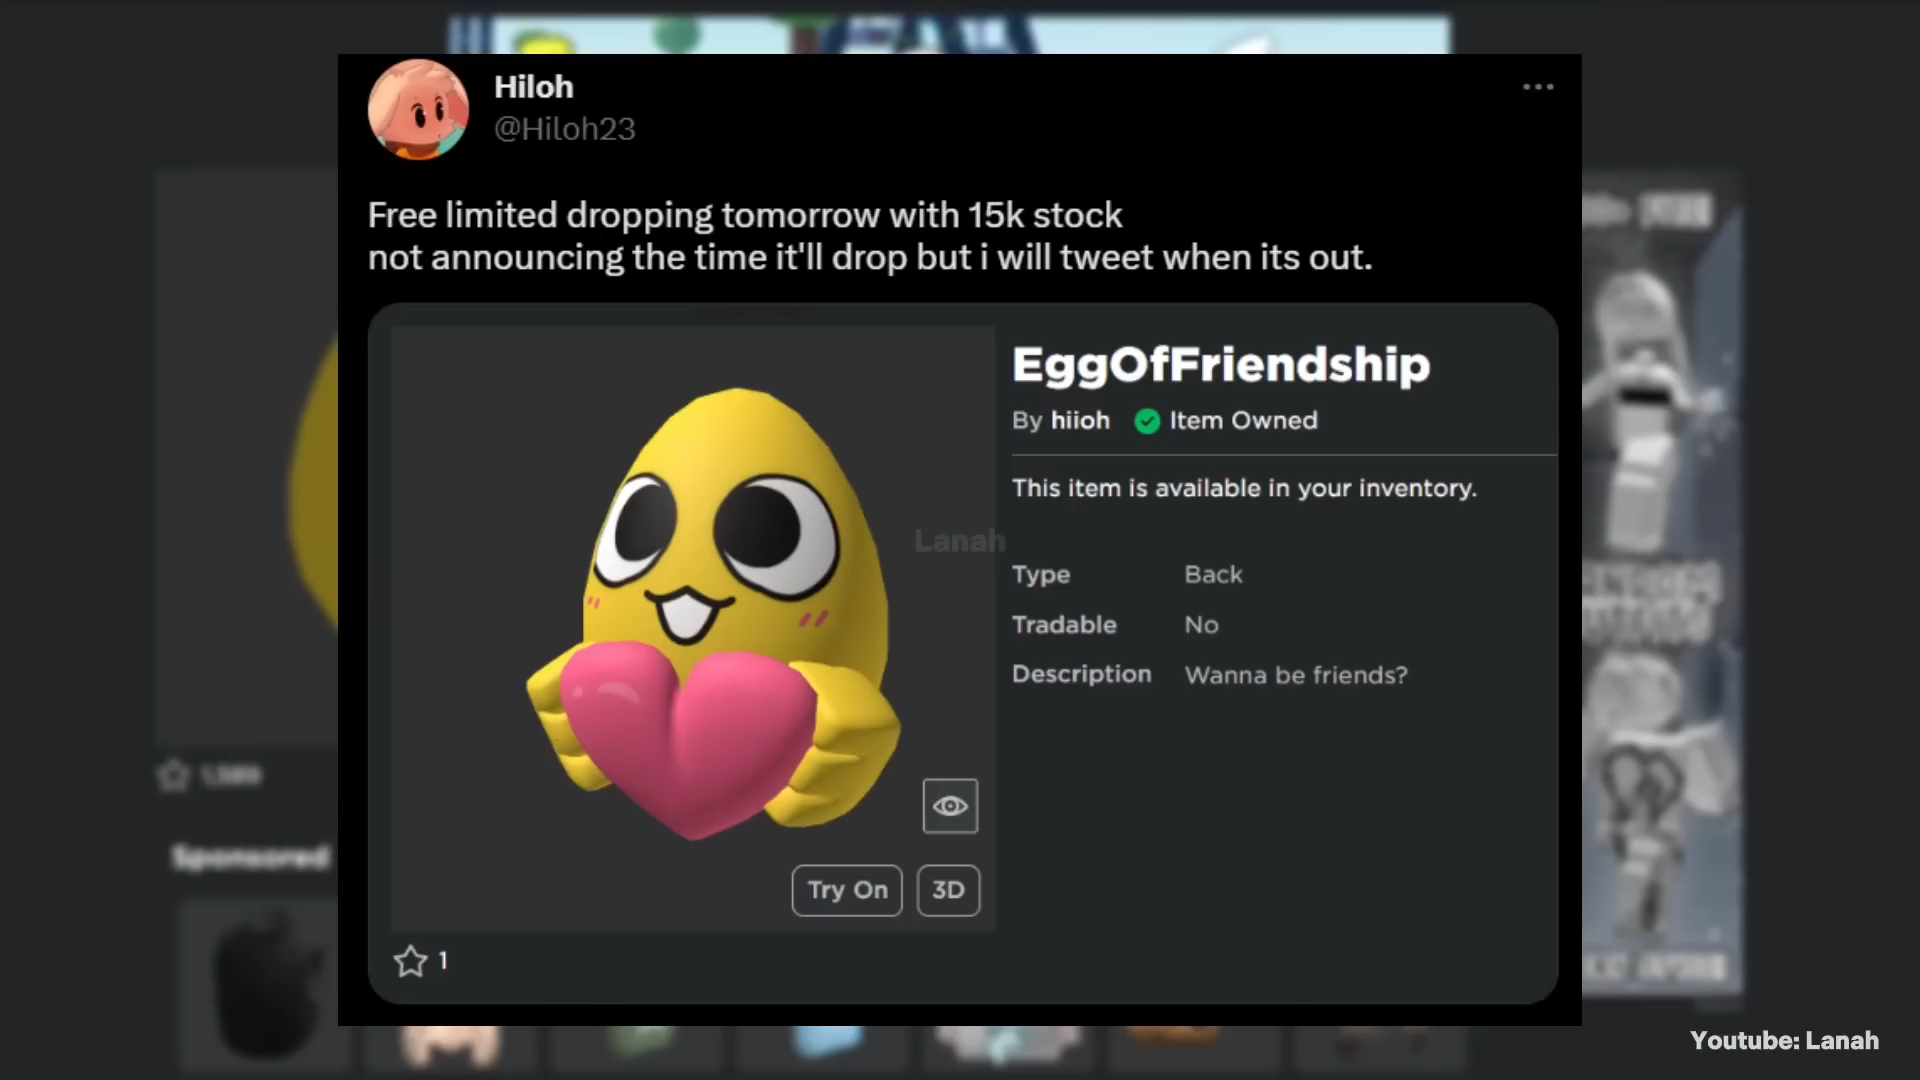 Hiloh
@Hiloh23
Free limited dropping tomorrow with 15k stock
not announcing the time it'll drop but i will tweet when its out.
EggOfFriendship
By hiioh Item Owned
This item is available in your inventory.
Lanah
Type Back
Tradable No
Description Wanna be friends?
Try On 3D
1
Sponsored
Youtube: Lanah